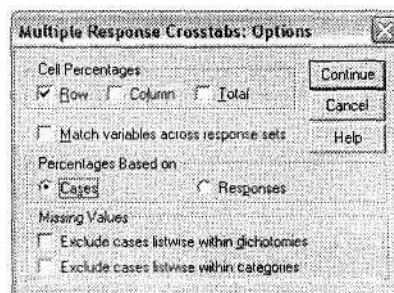 Multiple Response Crosstabs: Options
Cell Percentages
Row Column Total
Continue
Cancel
Match variables across response sets
Help
Percentages Based on
Cases Responses
Missing Values
Exclude cases listwise within dichotomies
Exclude cases listwise within categories